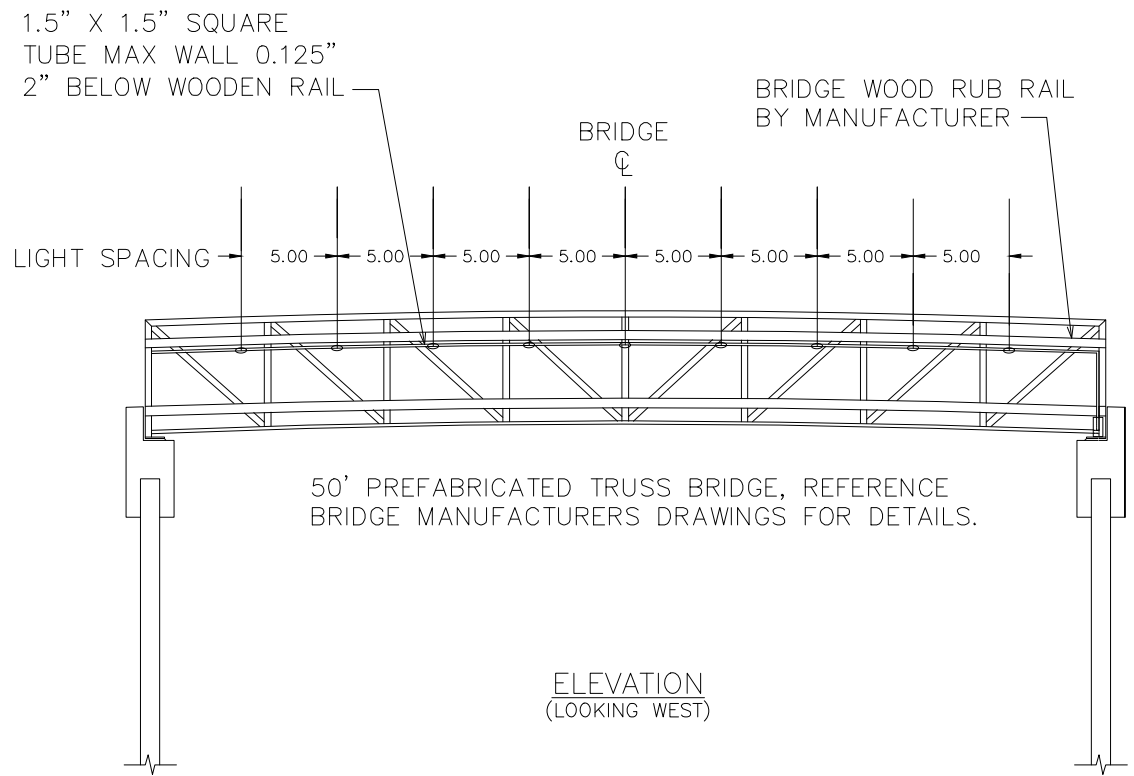 1.5” X 1.5” SQUARE
TUBE MAX WALL 0.125”
2” BELOW WOODEN RAIL
BRIDGE WOOD RUB RAIL
BY MANUFACTURER
BRIDGE
℄
LIGHT SPACING 5.00 5.00 5.00 5.00 5.00 5.00 5.00 5.00
50’ PREFABRICATED TRUSS BRIDGE, REFERENCE
BRIDGE MANUFACTURERS DRAWINGS FOR DETAILS.
ELEVATION
(LOOKING WEST)